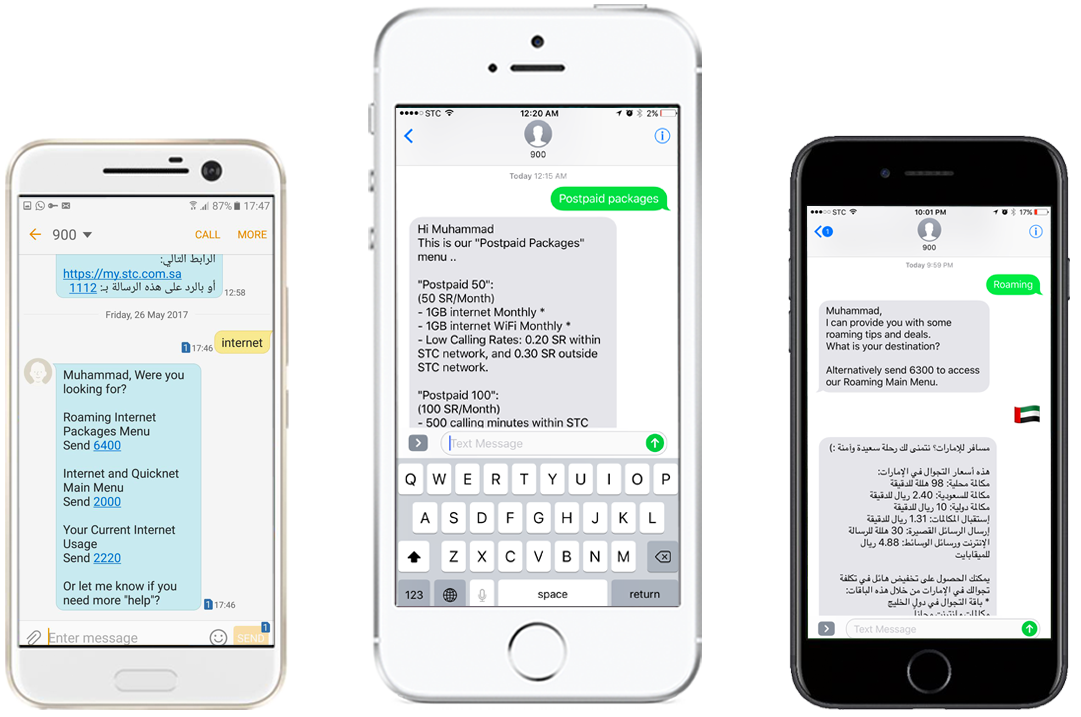 87% 17:47
900
CALL
MORE
الرابط التالي:
https://my.stc.com.sa
أو بالرد على هذه الرسالة بـ: 1112
12:58
Friday, 26 May 2017
internet
1 17:46
Muhammad, Were you
looking for?
Roaming Internet
Packages Menu
Send 6400
Internet and Quicknet
Main Menu
Send 2000
Your Current Internet
Usage
Send 2220
Or let me know if you
need more "help"?
1 17:46
Enter message
1
SEND
STC 12:20 AM 2%
900
Today 12:15 AM
Postpaid packages
Hi Muhammad
This is our "Postpaid Packages"
menu ..
"Postpaid 50":
(50 SR/Month)
- 1GB internet Monthly *
- 1GB internet WiFi Monthly *
- Low Calling Rates: 0.20 SR within
STC network, and 0.30 SR outside
STC network.
"Postpaid 100":
(100 SR/Month)
- 500 calling minutes within STC
Text Message
Q W E R T Y U I O P
A S D F G H J K L
Z X C V B N M
123 space return
STC 10:01 PM 17%
1
900
Today 9:59 PM
Roaming
Muhammad,
I can provide you with some
roaming tips and deals.
What is your destination?
Alternatively send 6300 to access
our Roaming Main Menu.
مسافر للإمارات؟ نتمنى لك رحلة سعيدة وآمنة :)
هذه أسعار التجوال في الإمارات:
مكالمة محلية: 98 هللة للدقيقة
مكالمة للسعودية: 2.40 ريال للدقيقة
مكالمة دولية: 10 ريال للدقيقة
إستقبال المكالمات: 1.31 ريال للدقيقة
إرسال الرسائل القصيرة: 30 هللة للرسالة
الإنترنت ورسائل الوسائط: 4.88 ريال
للميقابايت
يمكنك الحصول على تخفيض هائل في تكلفة
تجوالك في الإمارات من خلال هذه الباقات:
* باقة التجوال في دول الخليج
Text Message